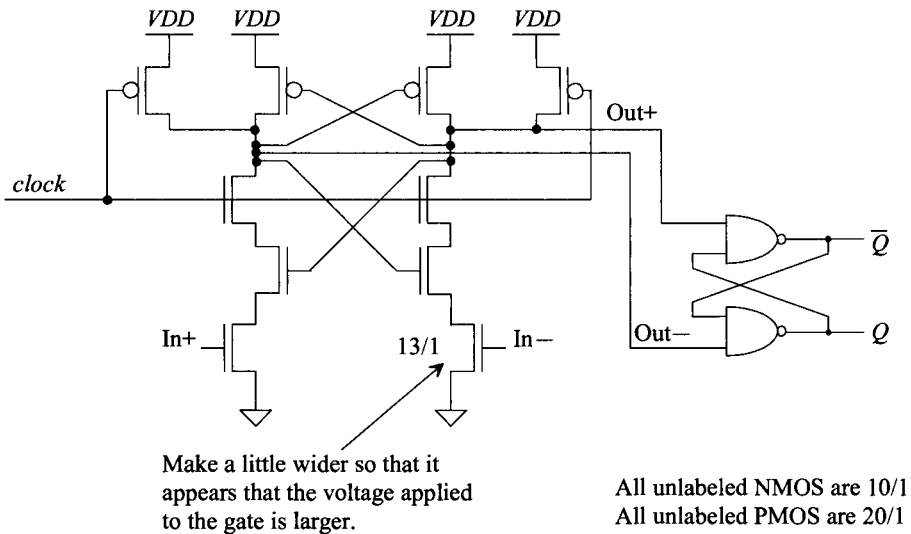 VDD VDD VDD VDD
Out+
clock
Q̅
In+
13/1
In−
Out−
Q
Make a little wider so that it
appears that the voltage applied
to the gate is larger.
All unlabeled NMOS are 10/1
All unlabeled PMOS are 20/1